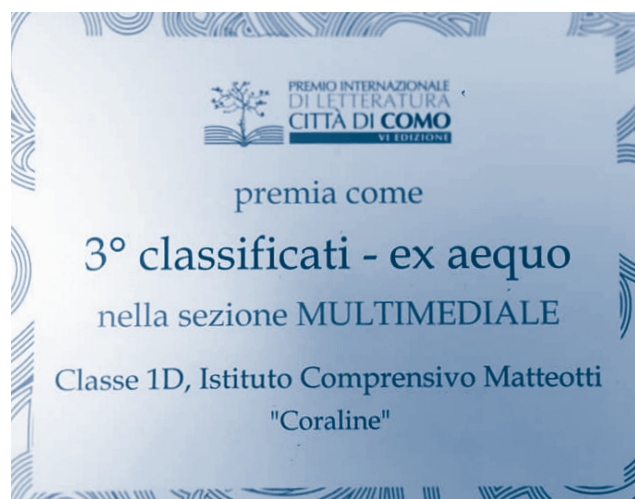 PREMIO INTERNAZIONALE
DI LETTERATURA
CITTÀ DI COMO
VI EDIZIONE
premia come
3° classificati - ex aequo
nella sezione MULTIMEDIALE
Classe 1D, Istituto Comprensivo Matteotti
"Coraline"